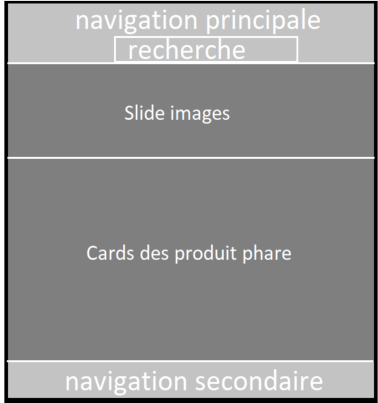 navigation principale
recherche
Slide images
Cards des produit phare
navigation secondaire